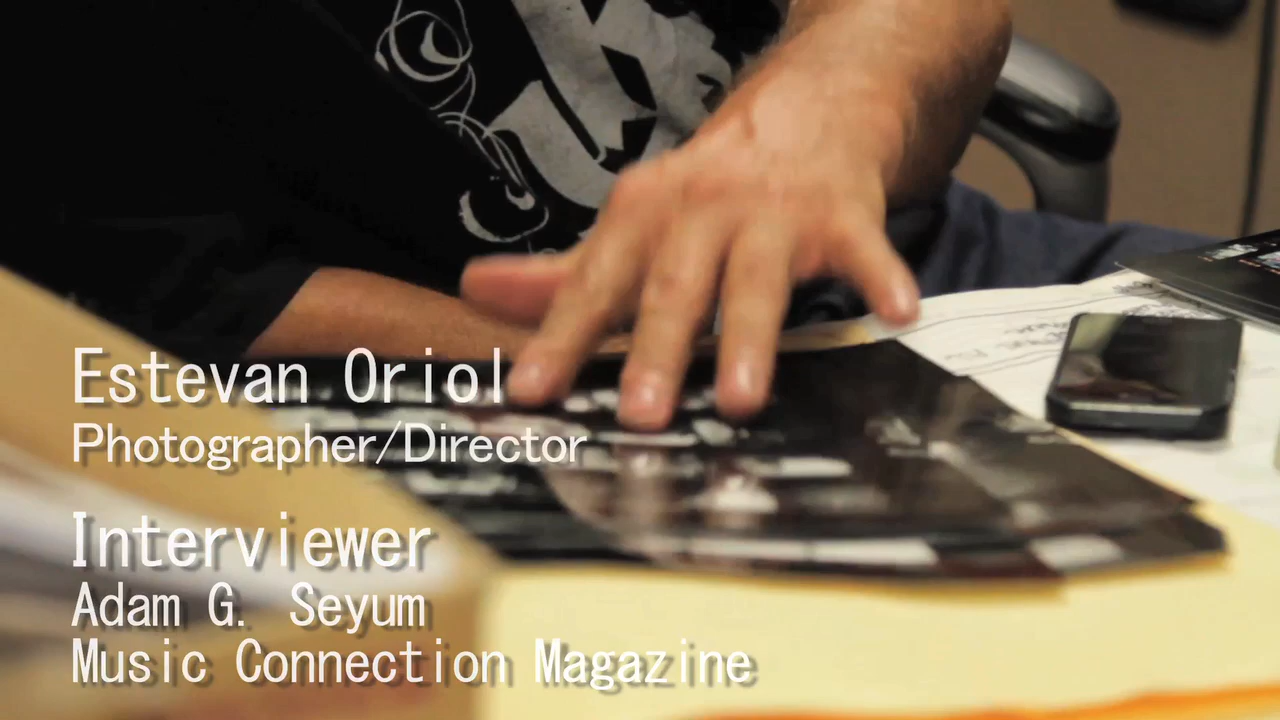 Estevan Oriol
Photographer/Director
Interviewer
Adam G. Seyum
Music Connection Magazine